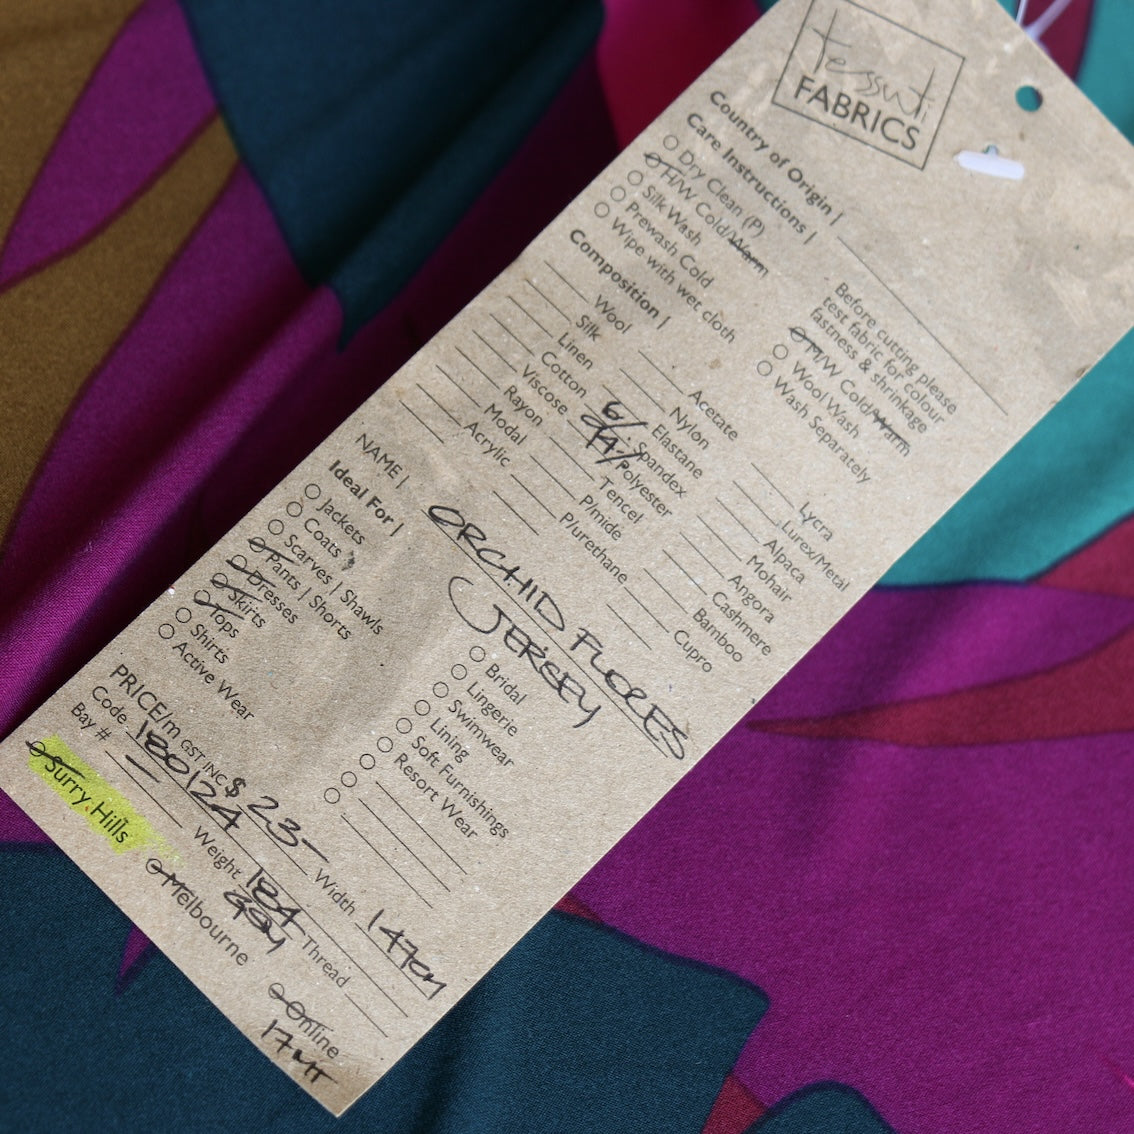 tessuti
FABRICS
Country of Origin |
Care Instructions |
Dry Clean (P)
H/W Cold/Warm
Silk Wash
Prewash Cold
Wipe with wet cloth
Before cutting please
test fabric for colour
fastness & shrinkage
M/W Cold/Warm
Wool Wash
Wash Separately
Composition |
Wool
Silk
Linen
Cotton
Viscose
Rayon
Modal
Acrylic
Acetate
Nylon
6/ Elastane
Spandex
94/ Polyester
Tencel
P/mide
P/urethane
Lycra
Lurex/Metal
Alpaca
Mohair
Angora
Cashmere
Bamboo
Cupro
NAME | ORCHID FLORES
JERSEY
Ideal For |
Jackets
Coats
Scarves | Shawls
Pants | Shorts
Dresses
Skirts
Tops
Shirts
Active Wear
Bridal
Lingerie
Swimwear
Lining
Soft Furnishings
Resort Wear
PRICE/m GST INC $ 23- Width 147cm
Code 180124 Weight 184 GSM Thread
Bay #
Surry Hills
Melbourne
Online
17MT